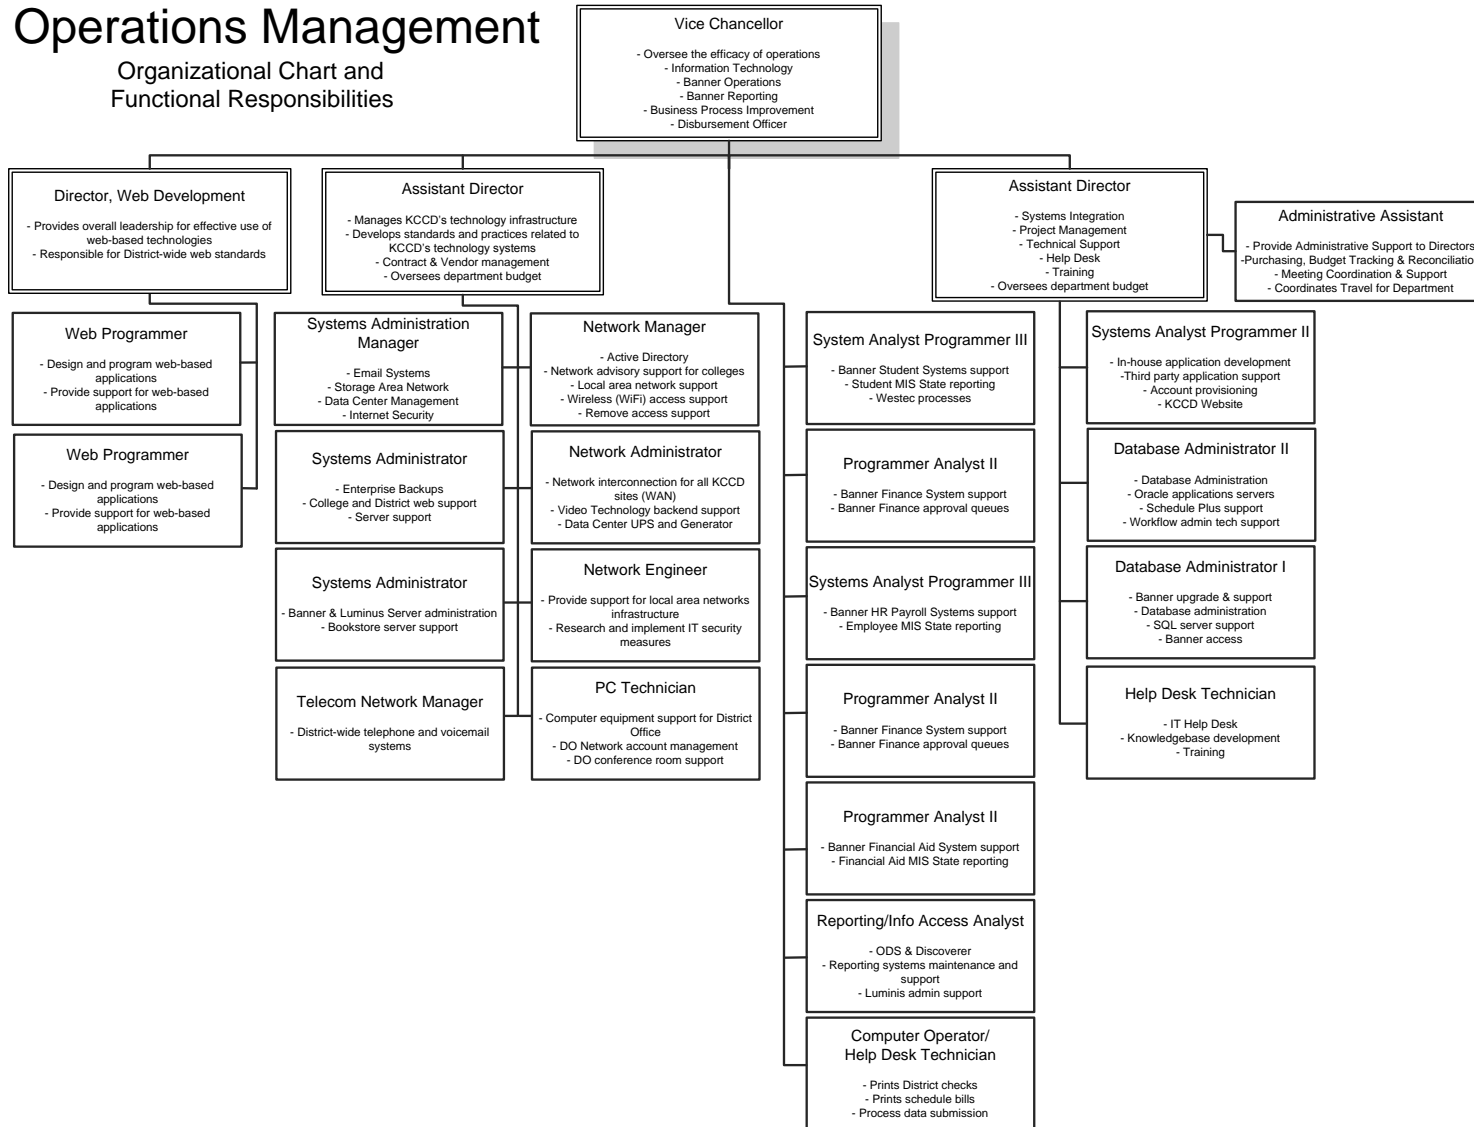 Operations Management
Organizational Chart and
Functional Responsibilities
Vice Chancellor
- Oversee the efficacy of operations
- Information Technology
- Banner Operations
- Banner Reporting
- Business Process Improvement
- Disbursement Officer
Director, Web Development
- Provides overall leadership for effective use of
web-based technologies
- Responsible for District-wide web standards
Assistant Director
- Manages KCCD's technology infrastructure
- Develops standards and practices related to
KCCD's technology systems
- Contract & Vendor management
- Oversees department budget
Assistant Director
- Systems Integration
- Project Management
- Technical Support
- Help Desk
- Training
- Oversees department budget
Administrative Assistant
- Provide Administrative Support to Directors
-Purchasing, Budget Tracking & Reconciliatio
- Meeting Coordination & Support
- Coordinates Travel for Department
Web Programmer
- Design and program web-based
applications
- Provide support for web-based
applications
Web Programmer
- Design and program web-based
applications
- Provide support for web-based
applications
Systems Administration
Manager
- Email Systems
- Storage Area Network
- Data Center Management
- Internet Security
Systems Administrator
- Enterprise Backups
- College and District web support
- Server support
Systems Administrator
- Banner & Luminus Server administration
- Bookstore server support
Telecom Network Manager
- District-wide telephone and voicemail
systems
Network Manager
- Active Directory
- Network advisory support for colleges
- Local area network support
- Wireless (WiFi) access support
- Remove access support
Network Administrator
- Network interconnection for all KCCD
sites (WAN)
- Video Technology backend support
- Data Center UPS and Generator
Network Engineer
- Provide support for local area networks
infrastructure
- Research and implement IT security
measures
PC Technician
- Computer equipment support for District
Office
- DO Network account management
- DO conference room support
System Analyst Programmer III
- Banner Student Systems support
- Student MIS State reporting
- Westec processes
Programmer Analyst II
- Banner Finance System support
- Banner Finance approval queues
Systems Analyst Programmer III
- Banner HR Payroll Systems support
- Employee MIS State reporting
Programmer Analyst II
- Banner Finance System support
- Banner Finance approval queues
Programmer Analyst II
- Banner Financial Aid System support
- Financial Aid MIS State reporting
Reporting/Info Access Analyst
- ODS & Discoverer
- Reporting systems maintenance and
support
- Luminis admin support
Computer Operator/
Help Desk Technician
- Prints District checks
- Prints schedule bills
- Process data submission
Systems Analyst Programmer II
- In-house application development
-Third party application support
- Account provisioning
- KCCD Website
Database Administrator II
- Database Administration
- Oracle applications servers
- Schedule Plus support
- Workflow admin tech support
Database Administrator I
- Banner upgrade & support
- Database administration
- SQL server support
- Banner access
Help Desk Technician
- IT Help Desk
- Knowledgebase development
- Training